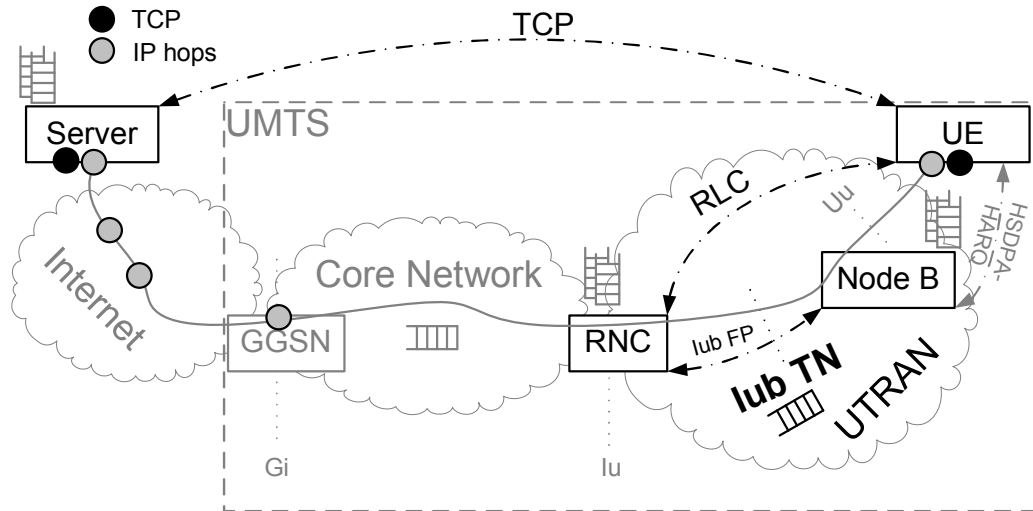 TCP
IP hops
TCP
UMTS
Server
UE
RLC
Uu
HSDPA-
HARQ
Internet
Core Network
Node B
GGSN
RNC
Iub FP
Iub TN
UTRAN
Gi
Iu